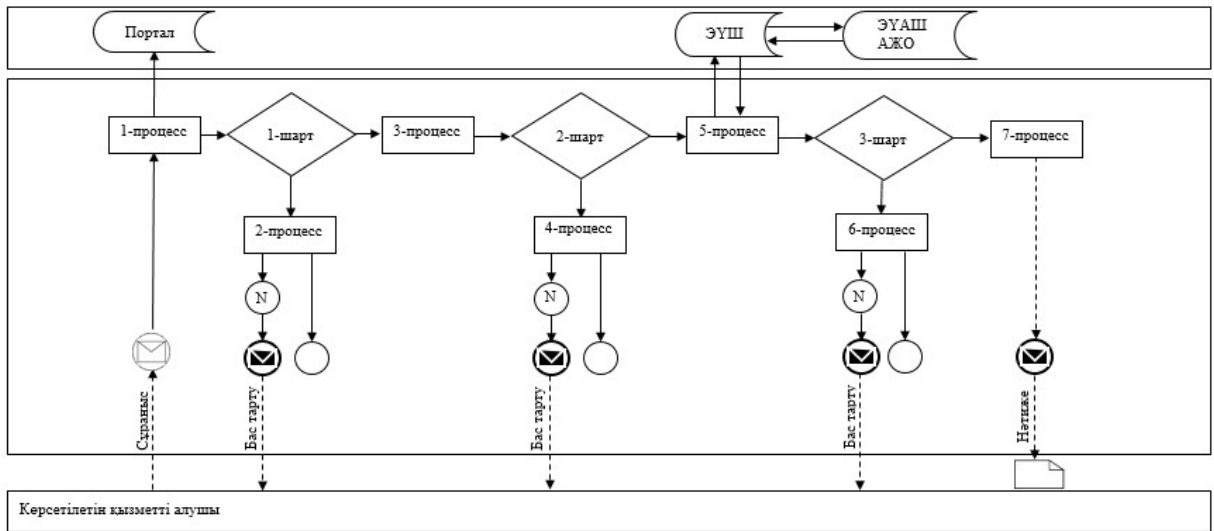 Портал
ЭҮШ
ЭҮАШ
АЖО
1-процесс
1-шарт
3-процесс
2-шарт
5-процесс
3-шарт
7-процесс
2-процесс
4-процесс
6-процесс
N
N
N
Сұраныс
Бас тарту
Бас тарту
Бас тарту
Нәтиже
Көрсетілетін қызметті алушы